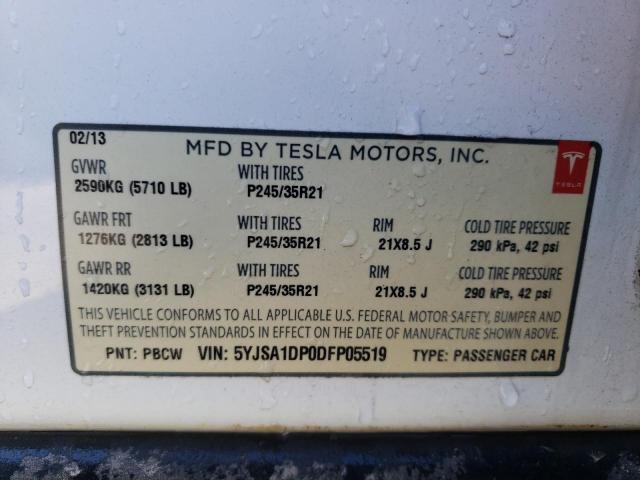 02/13
MFD BY TESLA MOTORS, INC.
GVWR WITH TIRES
2590KG (5710 LB) P245/35R21
TESLA
GAWR FRT WITH TIRES RIM COLD TIRE PRESSURE
1276KG (2813 LB) P245/35R21 21X8.5 J 290 kPa, 42 psi
GAWR RR WITH TIRES RIM COLD TIRE PRESSURE
1420KG (3131 LB) P245/35R21 21X8.5 J 290 kPa, 42 psi
THIS VEHICLE CONFORMS TO ALL APPLICABLE U.S. FEDERAL MOTOR-SAFETY, BUMPER AND
THEFT PREVENTION STANDARDS IN EFFECT ON THE DATE OF MANUFACTURE SHOWN ABOVE.
PNT: PBCW VIN: 5YJSA1DP0DFP05519 TYPE: PASSENGER CAR